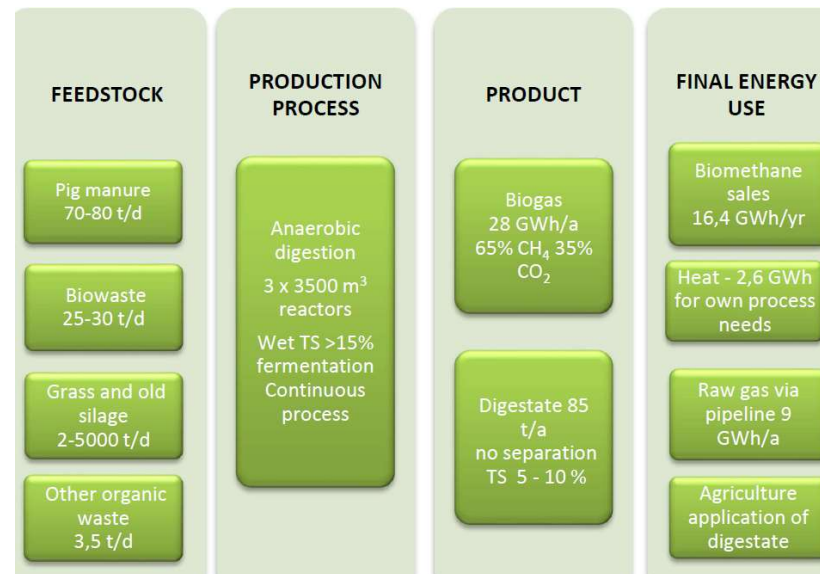 FEEDSTOCK
Pig manure
70-80 t/d
Biowaste
25-30 t/d
Grass and old
silage
2-5000 t/d
Other organic
waste
3,5 t/d
PRODUCTION
PROCESS
Anaerobic
digestion
3 x 3500 m³
reactors
Wet TS >15%
fermentation
Continuous
process
PRODUCT
Biogas
28 GWh/a
65% CH₄ 35%
CO₂
Digestate 85
t/a
no separation
TS 5 - 10 %
FINAL ENERGY
USE
Biomethane
sales
16,4 GWh/yr
Heat - 2,6 GWh
for own process
needs
Raw gas via
pipeline 9
GWh/a
Agriculture
application of
digestate